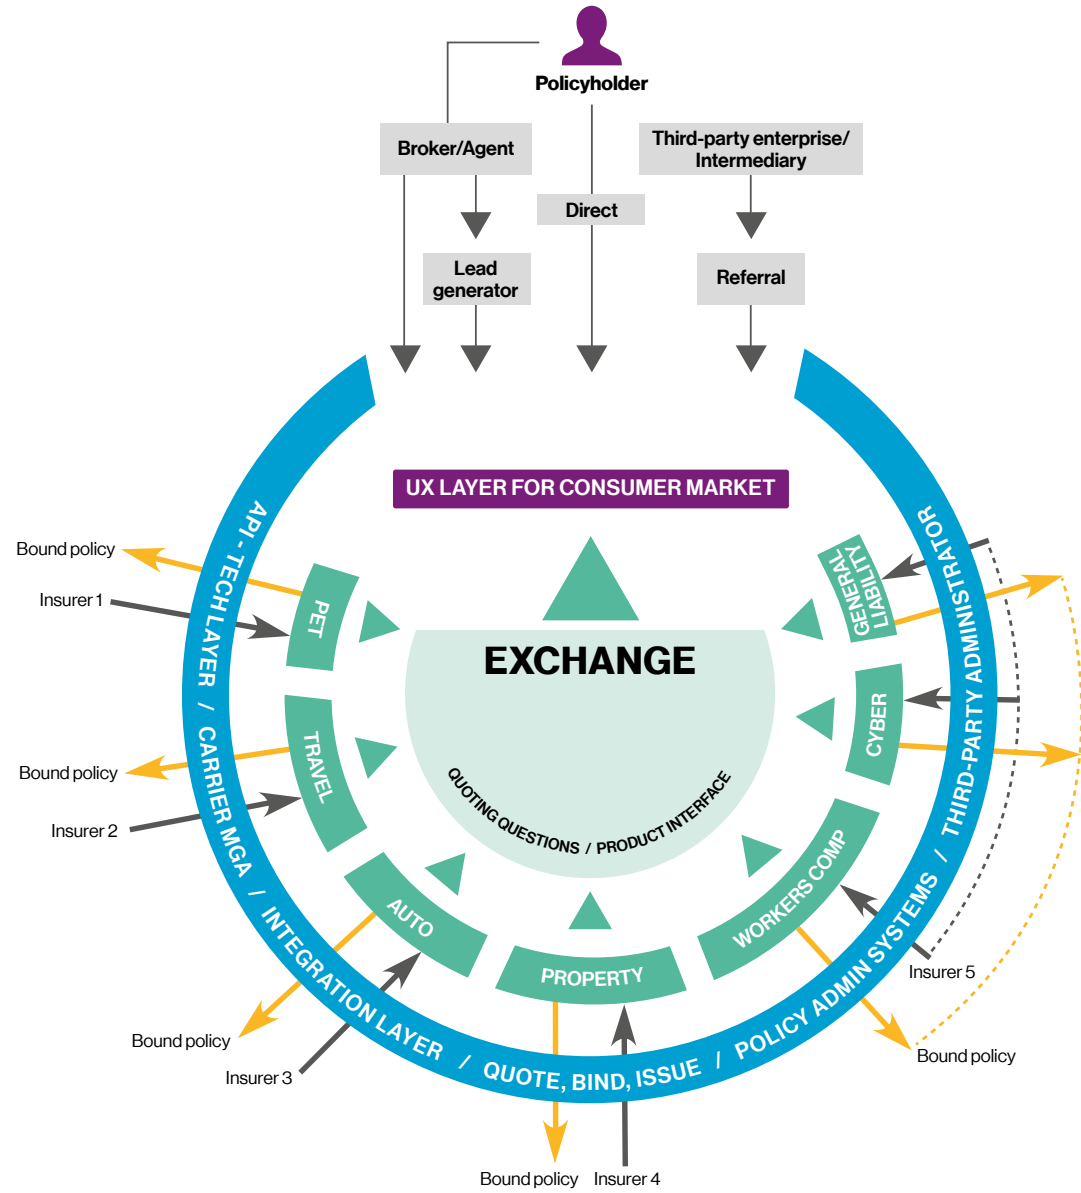 Policyholder
Broker/Agent
Third-party enterprise/
Intermediary
Direct
Lead
generator
Referral
UX LAYER FOR CONSUMER MARKET
API - TECH LAYER / CARRIER MGA / INTEGRATION LAYER / QUOTE, BIND, ISSUE / POLICY ADMIN SYSTEMS / THIRD-PARTY ADMINISTRATOR
Bound policy
Insurer 1
PET
Bound policy
Insurer 2
TRAVEL
Bound policy
Insurer 3
AUTO
Bound policy
Insurer 4
PROPERTY
WORKERS COMP
Insurer 5
Bound policy
CYBER
GENERAL
LIABILITY
EXCHANGE
QUOTING QUESTIONS / PRODUCT INTERFACE